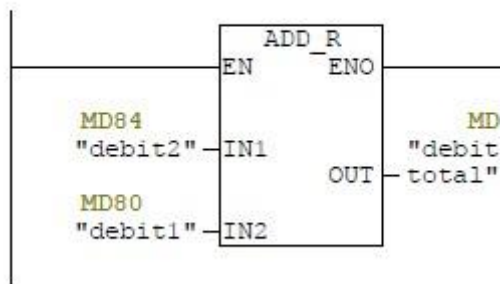 ADD_R
EN ENO
MD84
"debit2" IN1
MD
"debit
total"
OUT
MD80
"debit1" IN2